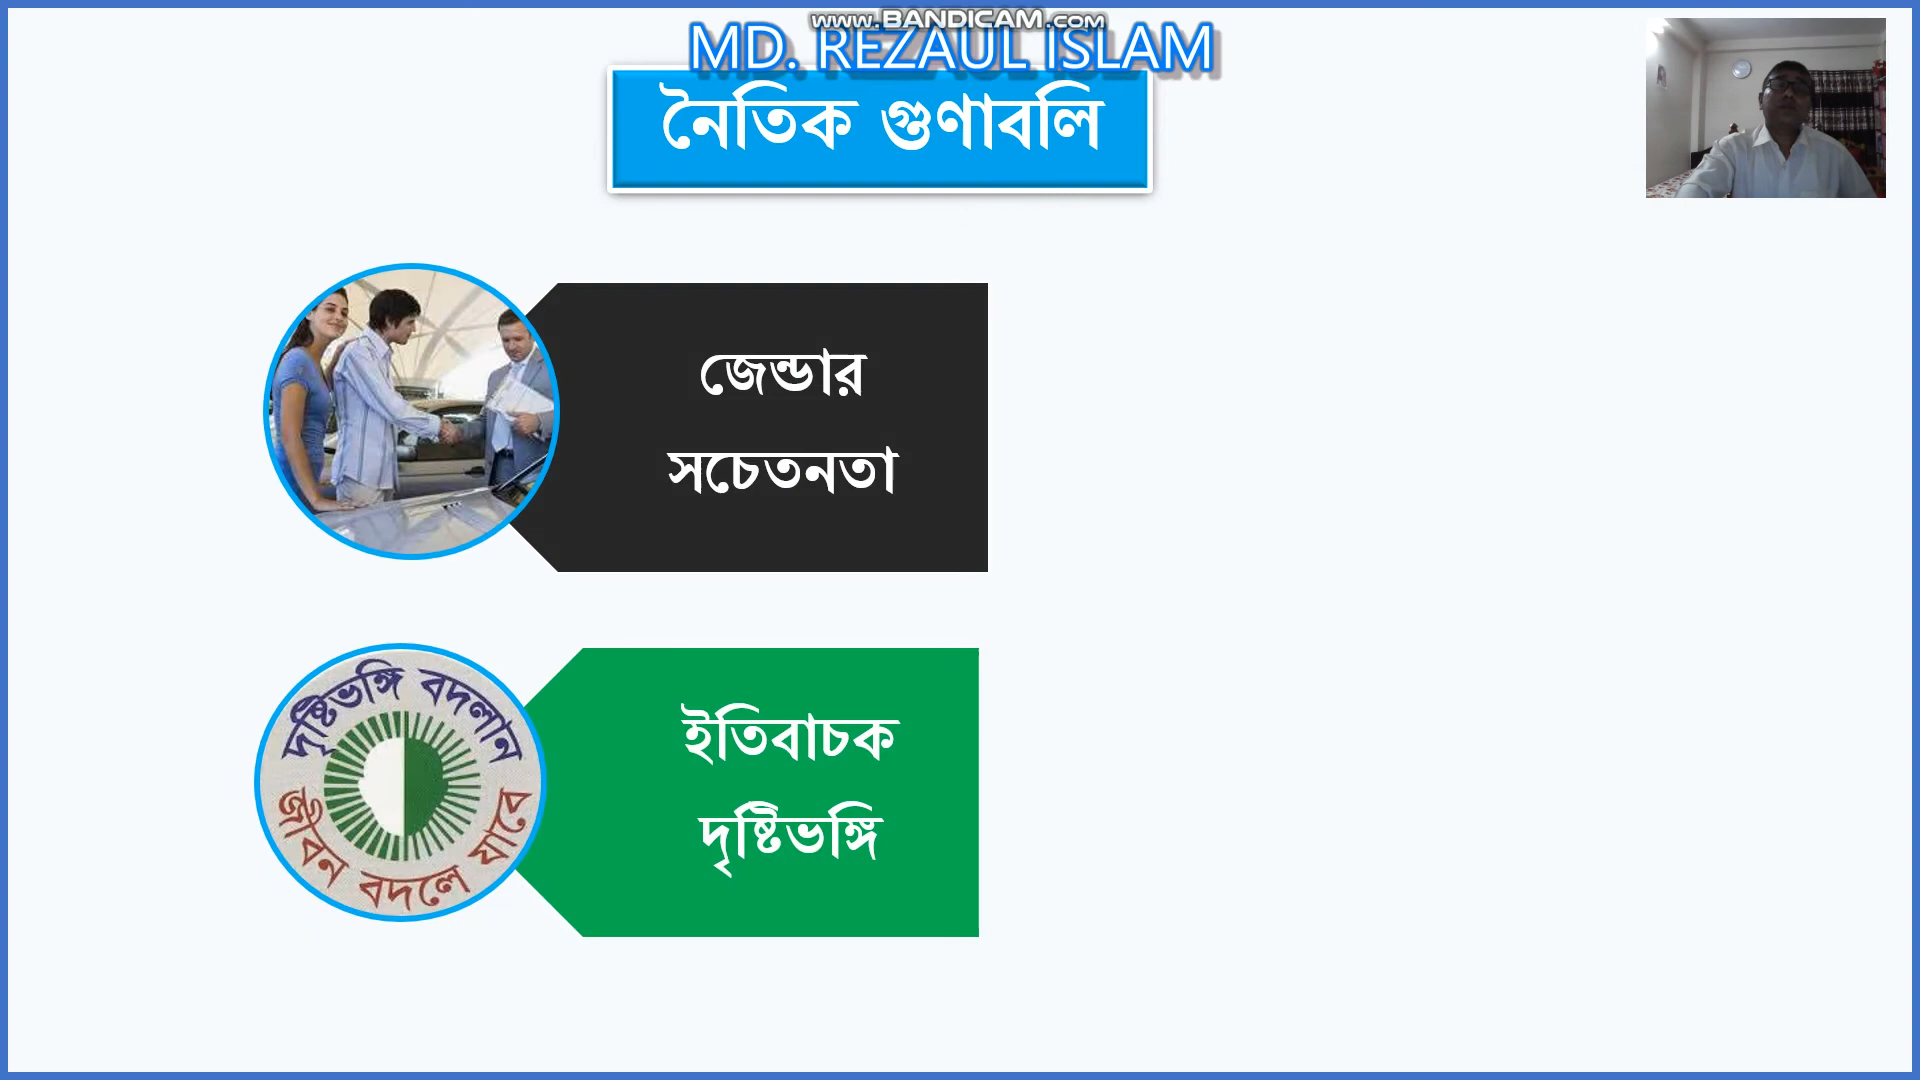 www.BANDICAM.com
MD. REZAUL ISLAM
নৈতিক গুণাবলি
জেন্ডার
সচেতনতা
দৃষ্টিভঙ্গি বদলান
জীবন বদলে যাবে
ইতিবাচক
দৃষ্টিভঙ্গি